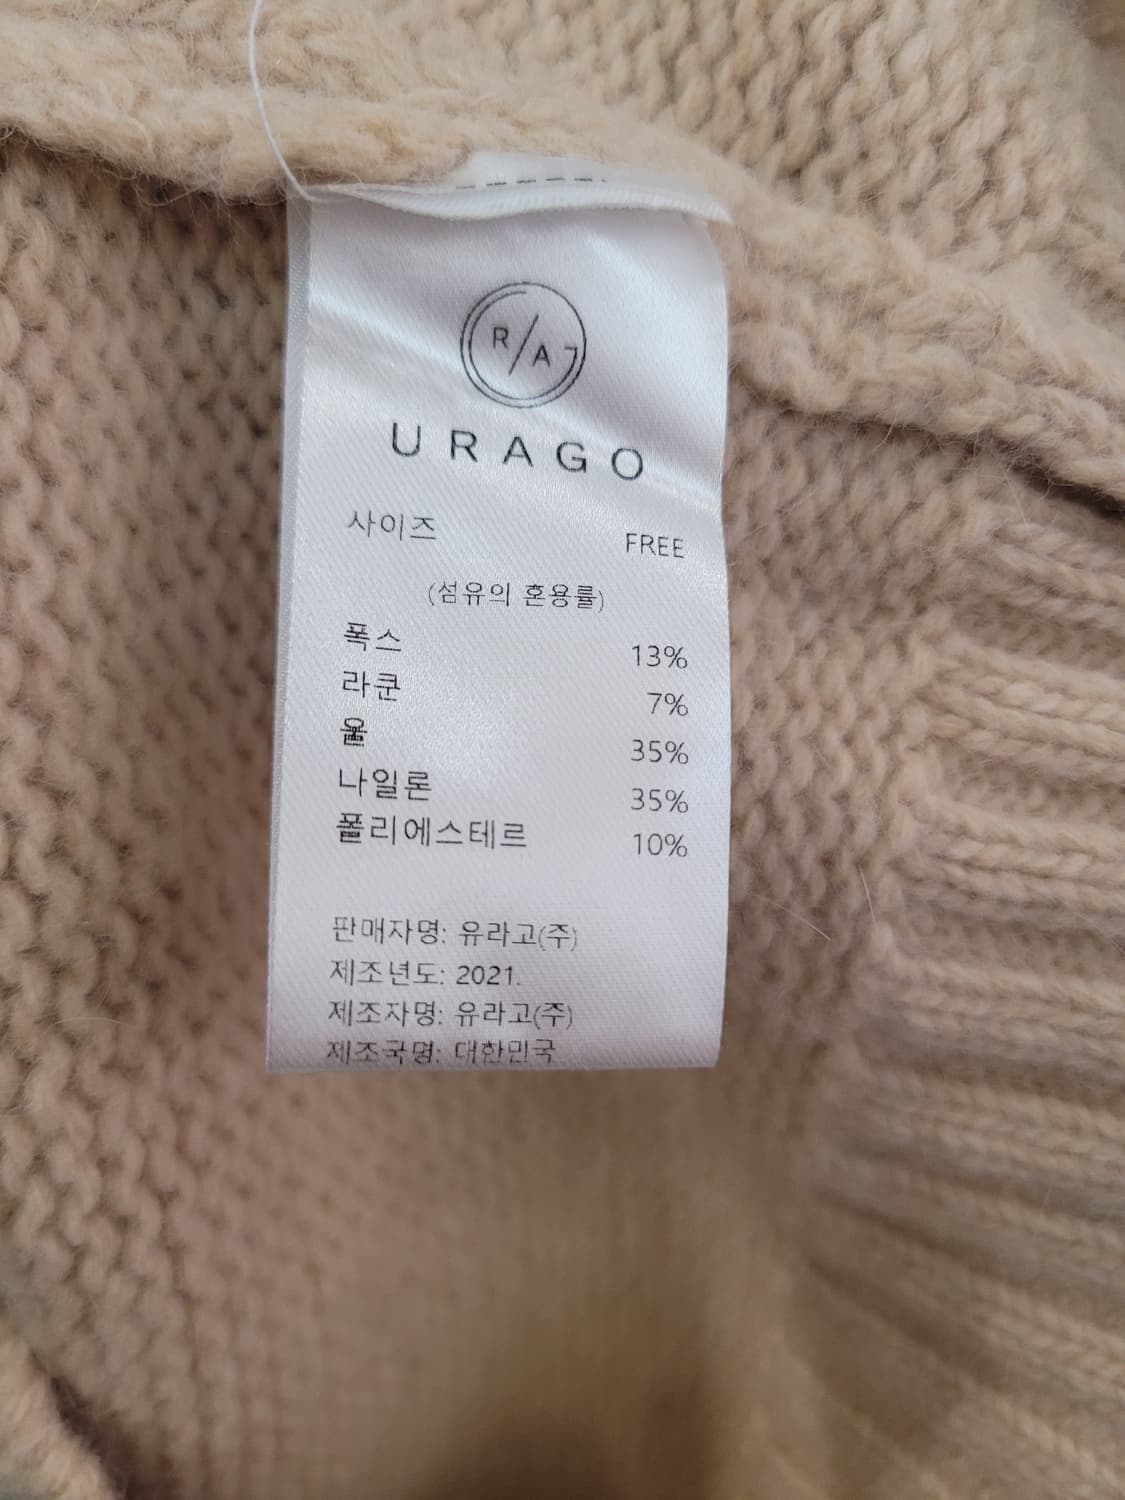 R/A
URAGO
사이즈 FREE
(섬유의 혼용률)
폭스 13%
라쿤 7%
울 35%
나일론 35%
폴리에스테르 10%
판매자명: 유라고(주)
제조년도: 2021.
제조자명: 유라고(주)
제조국명: 대한민국